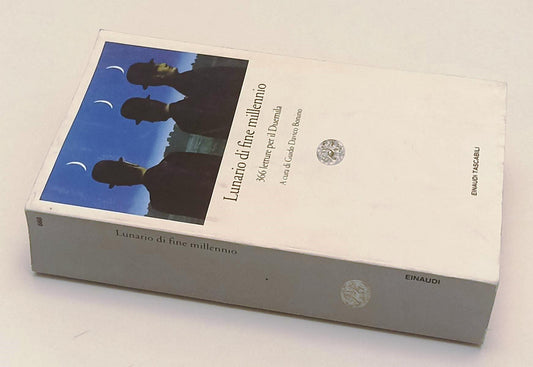 Lunario di fine millennio
366 letture per il Duemila
A cura di Guido Davico Bonino
EINAUDI TASCABILI
668
Lunario di fine millennio
EINAUDI